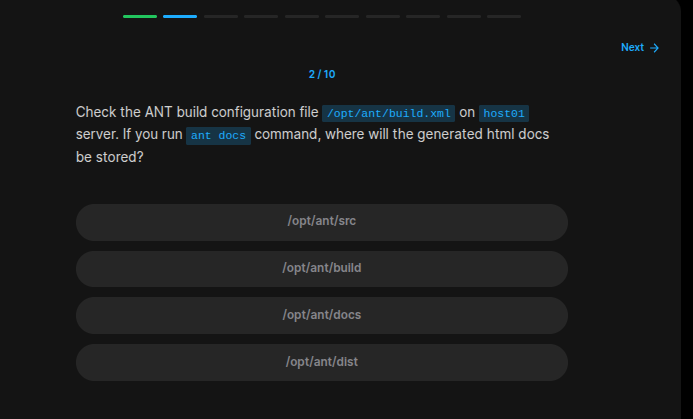 Next →
2 / 10
Check the ANT build configuration file /opt/ant/build.xml on host01
server. If you run ant docs command, where will the generated html docs
be stored?
/opt/ant/src
/opt/ant/build
/opt/ant/docs
/opt/ant/dist